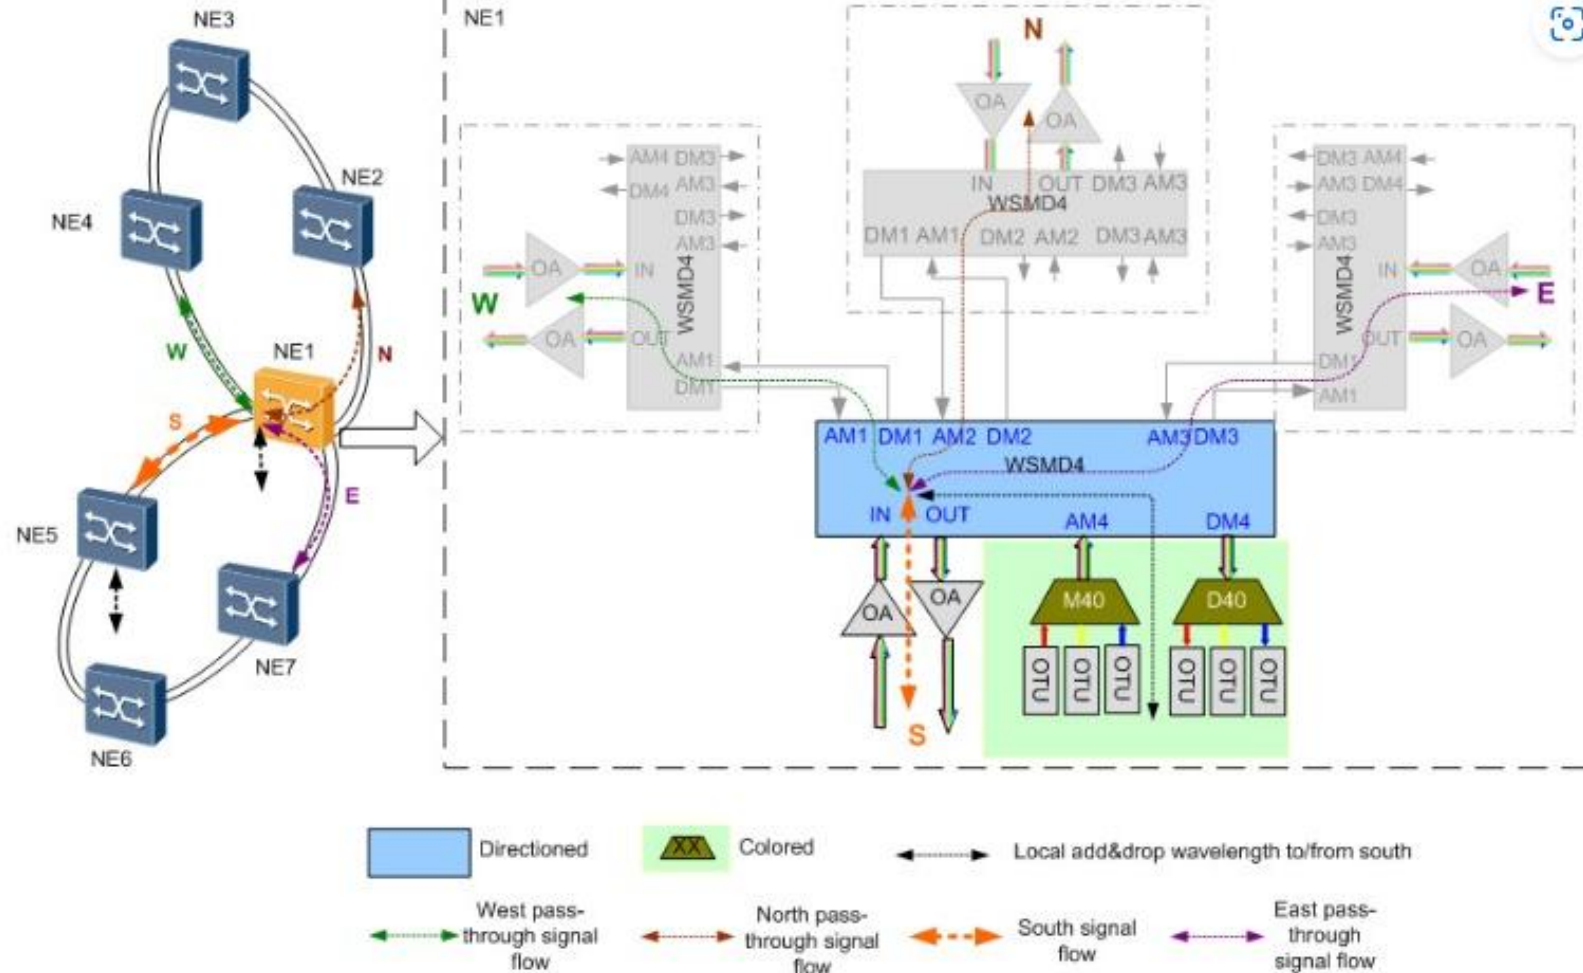 NE3
NE2
NE4
W
NE1
N
S
E
NE5
NE7
NE6
NE1
N
OA
OA
IN
OUT
DM3
AM3
WSMD4
DM1
AM1
DM2
AM2
DM3
AM3
AM4
DM3
DM4
AM3
DM3
AM3
OA
IN
WSMD4
W
OA
OUT
AM1
DM1
DM3
AM4
AM3
DM4
DM3
AM3
WSMD4
IN
OA
E
OUT
OA
DM1
AM1
AM1
DM1
AM2
DM2
AM3
DM3
WSMD4
IN
OUT
AM4
DM4
OA
OA
M40
D40
OTU
OTU
OTU
OTU
OTU
OTU
S
Directioned
XX
Colored
Local add&drop wavelength to/from south
West pass-
through signal
flow
North pass-
through signal
flow
South signal
flow
East pass-
through
signal flow